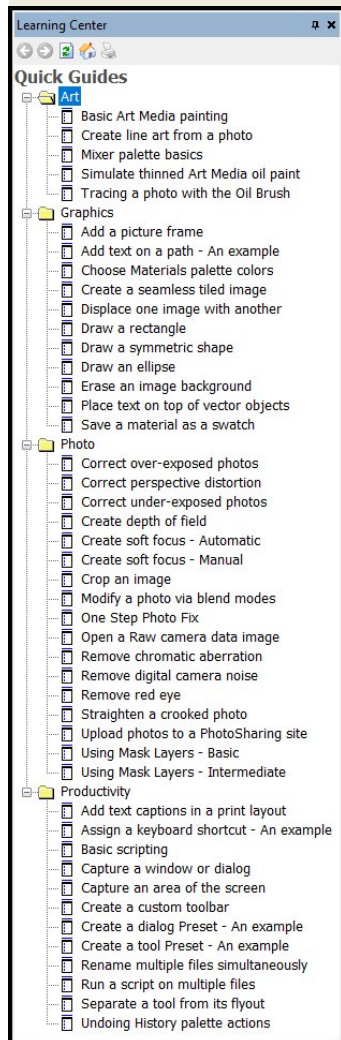 Learning Center
Quick Guides
Art
Basic Art Media painting
Create line art from a photo
Mixer palette basics
Simulate thinned Art Media oil paint
Tracing a photo with the Oil Brush
Graphics
Add a picture frame
Add text on a path - An example
Choose Materials palette colors
Create a seamless tiled image
Displace one image with another
Draw a rectangle
Draw a symmetric shape
Draw an ellipse
Erase an image background
Place text on top of vector objects
Save a material as a swatch
Photo
Correct over-exposed photos
Correct perspective distortion
Correct under-exposed photos
Create depth of field
Create soft focus - Automatic
Create soft focus - Manual
Crop an image
Modify a photo via blend modes
One Step Photo Fix
Open a Raw camera data image
Remove chromatic aberration
Remove digital camera noise
Remove red eye
Straighten a crooked photo
Upload photos to a PhotoSharing site
Using Mask Layers - Basic
Using Mask Layers - Intermediate
Productivity
Add text captions in a print layout
Assign a keyboard shortcut - An example
Basic scripting
Capture a window or dialog
Capture an area of the screen
Create a custom toolbar
Create a dialog Preset - An example
Create a tool Preset - An example
Rename multiple files simultaneously
Run a script on multiple files
Separate a tool from its flyout
Undoing History palette actions